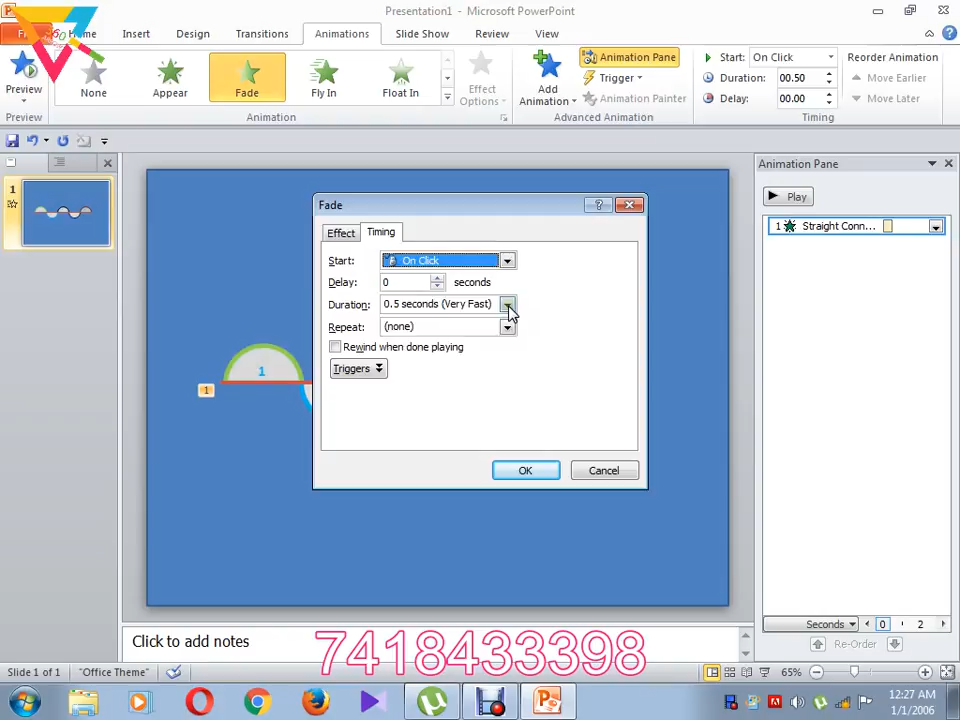 Presentation1 - Microsoft PowerPoint
Insert Design Transitions Animations Slide Show Review View
Preview
None
Appear
Fade
Fly In
Float In
Effect
Options
Add
Animation
Animation Pane
Trigger
Animation Painter
Start: On Click
Duration: 00.50
Delay: 00.00
Reorder Animation
Move Earlier
Move Later
Preview
Animation
Advanced Animation
Timing
1
Animation Pane
Play
1 Straight Conn...
Fade
Effect Timing
Start: On Click
Delay: 0 seconds
Duration: 0.5 seconds (Very Fast)
Repeat: (none)
Rewind when done playing
Triggers
OK Cancel
1
1
Seconds 0 2
Re-Order
Click to add notes
7418433398
Slide 1 of 1 "Office Theme" 65%
12:27 AM
1/1/2006